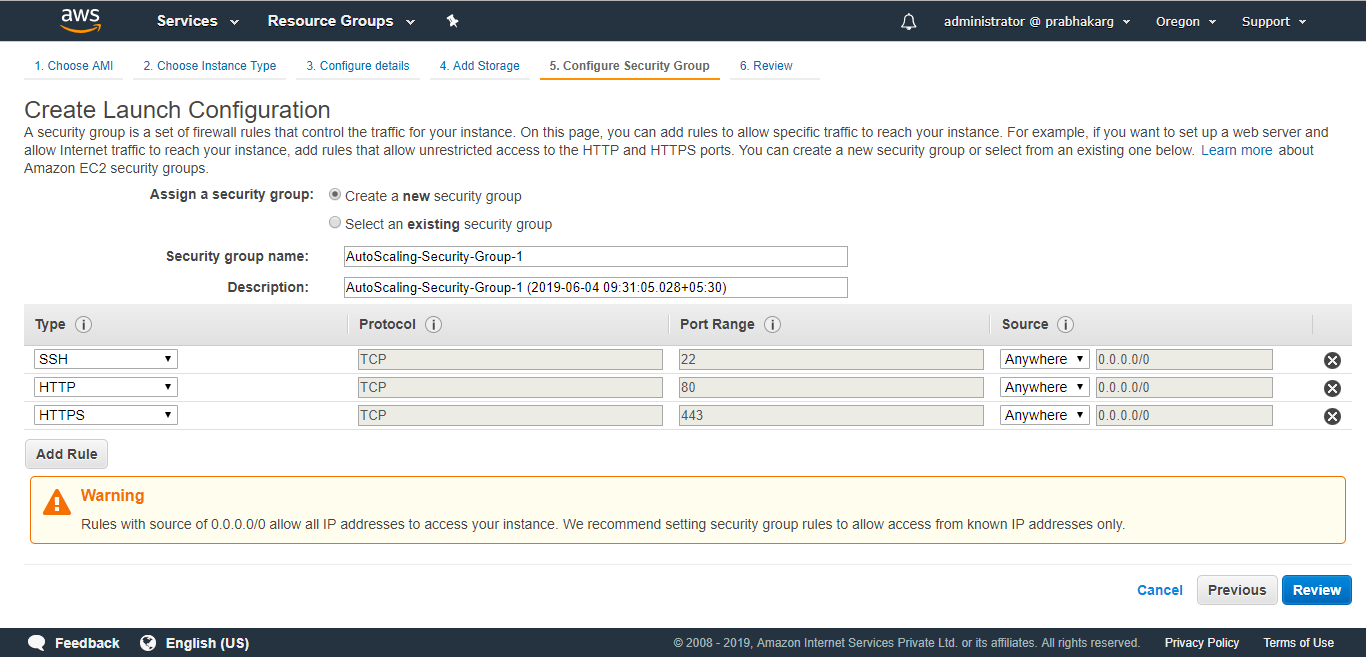 aws Services Resource Groups administrator @ prabhakarg Oregon Support
1. Choose AMI 2. Choose Instance Type 3. Configure details 4. Add Storage 5. Configure Security Group 6. Review
Create Launch Configuration
A security group is a set of firewall rules that control the traffic for your instance. On this page, you can add rules to allow specific traffic to reach your instance. For example, if you want to set up a web server and
allow Internet traffic to reach your instance, add rules that allow unrestricted access to the HTTP and HTTPS ports. You can create a new security group or select from an existing one below. Learn more about
Amazon EC2 security groups.
Assign a security group: Create a new security group
Select an existing security group
Security group name: AutoScaling-Security-Group-1
Description: AutoScaling-Security-Group-1 (2019-06-04 09:31:05.028+05:30)
Type i Protocol i Port Range i Source i
SSH TCP 22 Anywhere 0.0.0.0/0
HTTP TCP 80 Anywhere 0.0.0.0/0
HTTPS TCP 443 Anywhere 0.0.0.0/0
Add Rule
Warning
Rules with source of 0.0.0.0/0 allow all IP addresses to access your instance. We recommend setting security group rules to allow access from known IP addresses only.
Cancel Previous Review
Feedback English (US) © 2008 - 2019, Amazon Internet Services Private Ltd. or its affiliates. All rights reserved. Privacy Policy Terms of Use